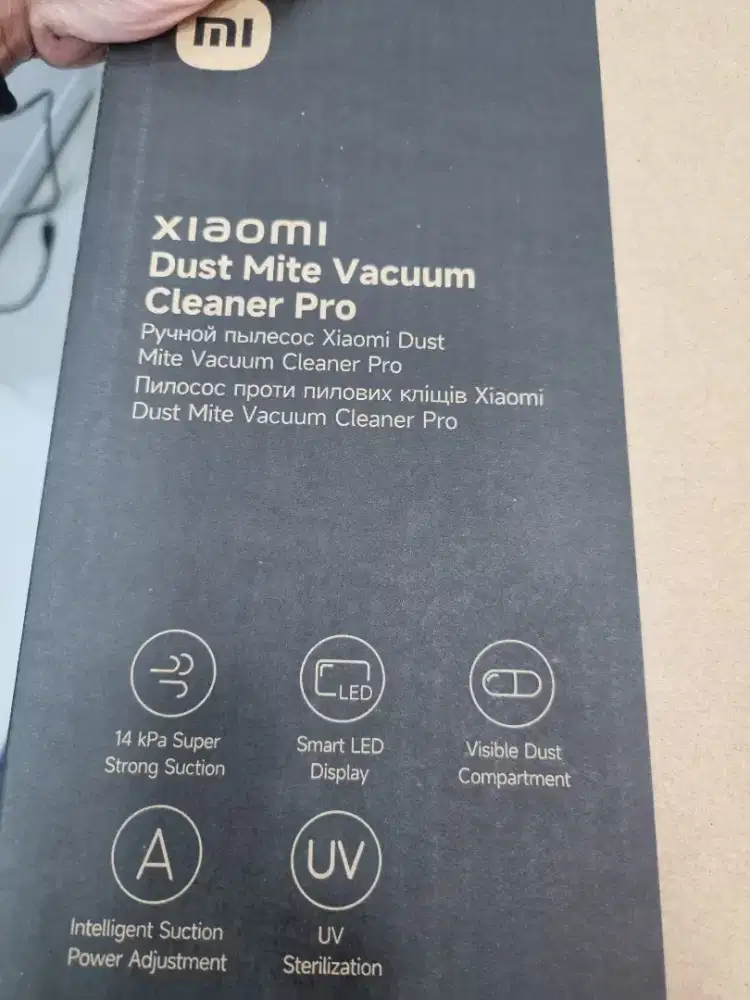 mi
xiaomi
Dust Mite Vacuum
Cleaner Pro
Ручной пылесос Xiaomi Dust
Mite Vacuum Cleaner Pro
Пилосос проти пилових кліщів Xiaomi
Dust Mite Vacuum Cleaner Pro
LED
14 kPa Super
Strong Suction
Smart LED
Display
Visible Dust
Compartment
A
UV
Intelligent Suction
Power Adjustment
UV
Sterilization